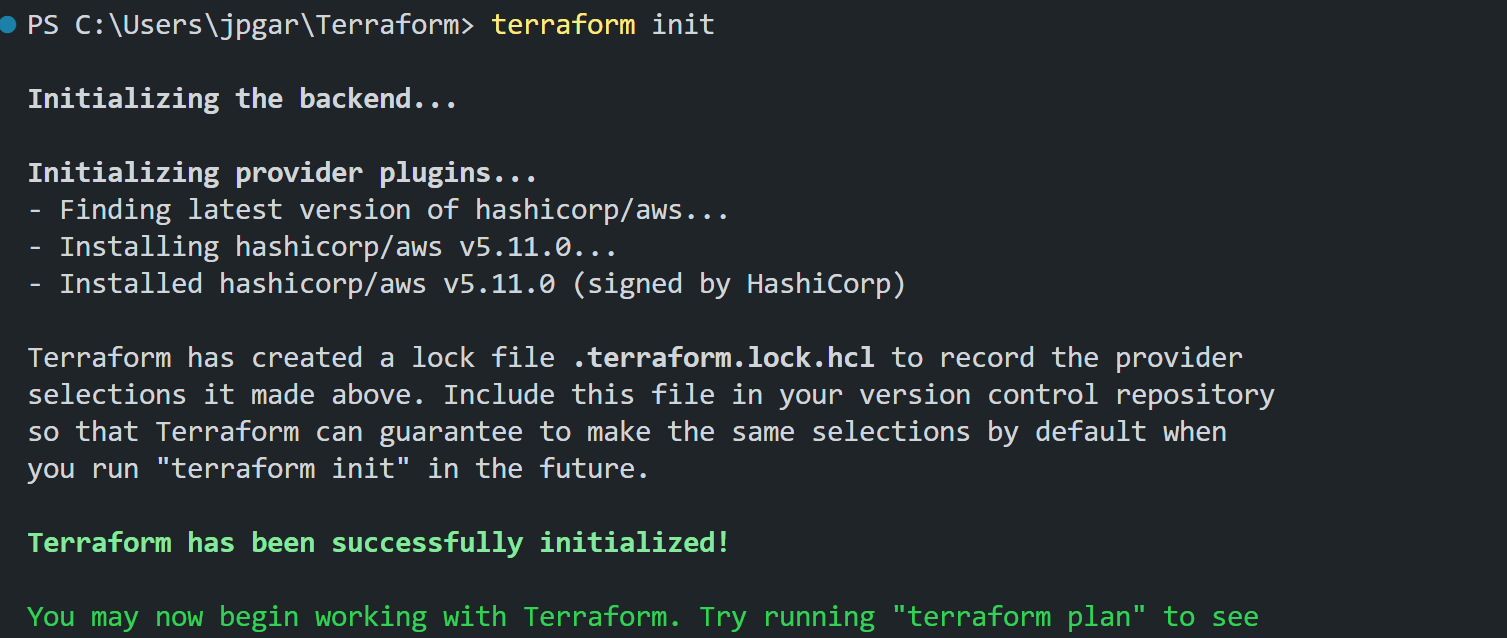 PS C:\Users\jpgar\Terraform> terraform init
Initializing the backend...
Initializing provider plugins...
- Finding latest version of hashicorp/aws...
- Installing hashicorp/aws v5.11.0...
- Installed hashicorp/aws v5.11.0 (signed by HashiCorp)
Terraform has created a lock file .terraform.lock.hcl to record the provider
selections it made above. Include this file in your version control repository
so that Terraform can guarantee to make the same selections by default when
you run "terraform init" in the future.
Terraform has been successfully initialized!
You may now begin working with Terraform. Try running "terraform plan" to see